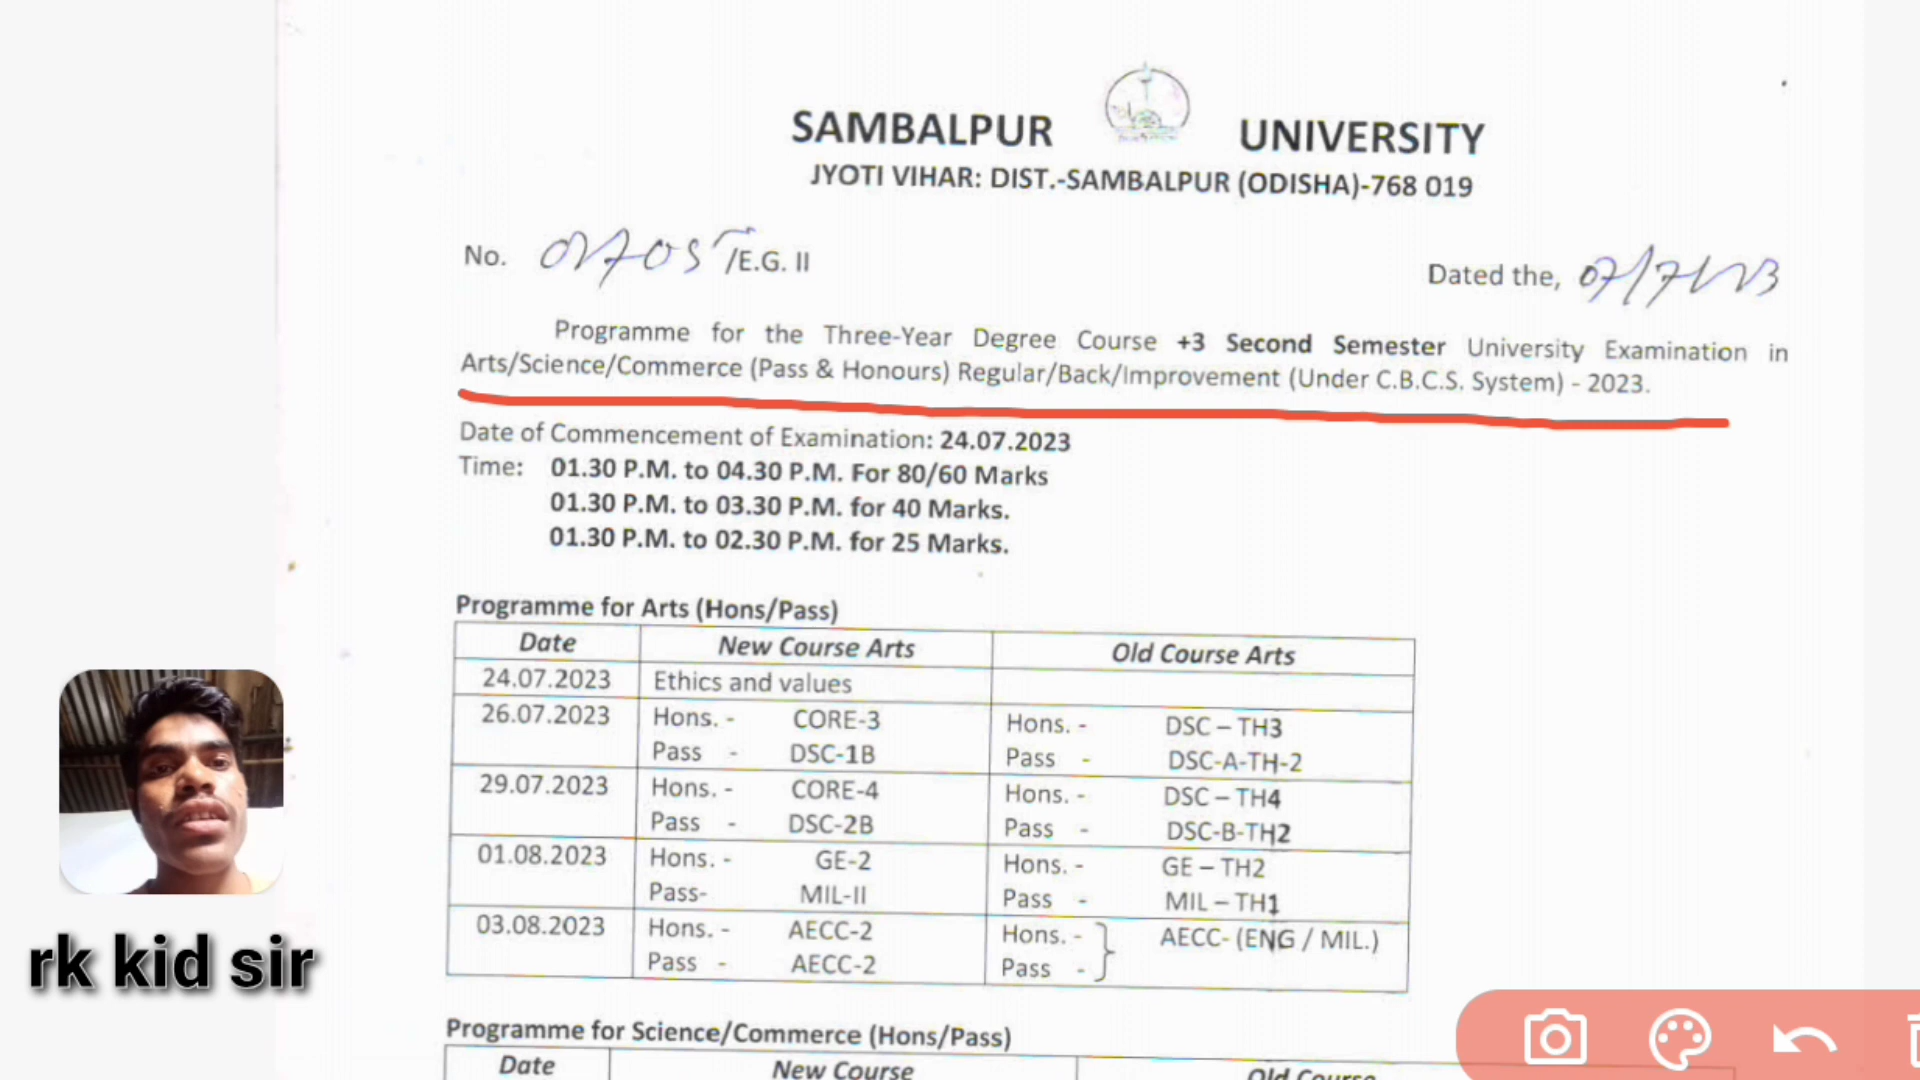 SAMBALPUR UNIVERSITY
JYOTI VIHAR: DIST.-SAMBALPUR (ODISHA)-768 019
No. 07705/E.G. II Dated the, 07/7/23
Programme for the Three-Year Degree Course +3 Second Semester University Examination in
Arts/Science/Commerce (Pass & Honours) Regular/Back/Improvement (Under C.B.C.S. System) - 2023.
Date of Commencement of Examination: 24.07.2023
Time: 01.30 P.M. to 04.30 P.M. For 80/60 Marks
01.30 P.M. to 03.30 P.M. for 40 Marks.
01.30 P.M. to 02.30 P.M. for 25 Marks.
Programme for Arts (Hons/Pass)
Date New Course Arts Old Course Arts
24.07.2023 Ethics and values
26.07.2023 Hons. - CORE-3 Hons. - DSC – TH3
Pass - DSC-1B Pass - DSC-A-TH-2
29.07.2023 Hons. - CORE-4 Hons. - DSC – TH4
Pass - DSC-2B Pass - DSC-B-TH2
01.08.2023 Hons. - GE-2 Hons. - GE – TH2
Pass- MIL-II Pass - MIL – TH1
03.08.2023 Hons. - AECC-2 Hons. - AECC- (ENG / MIL.)
Pass - AECC-2 Pass -
rk kid sir
Programme for Science/Commerce (Hons/Pass)
Date New Course Old Course